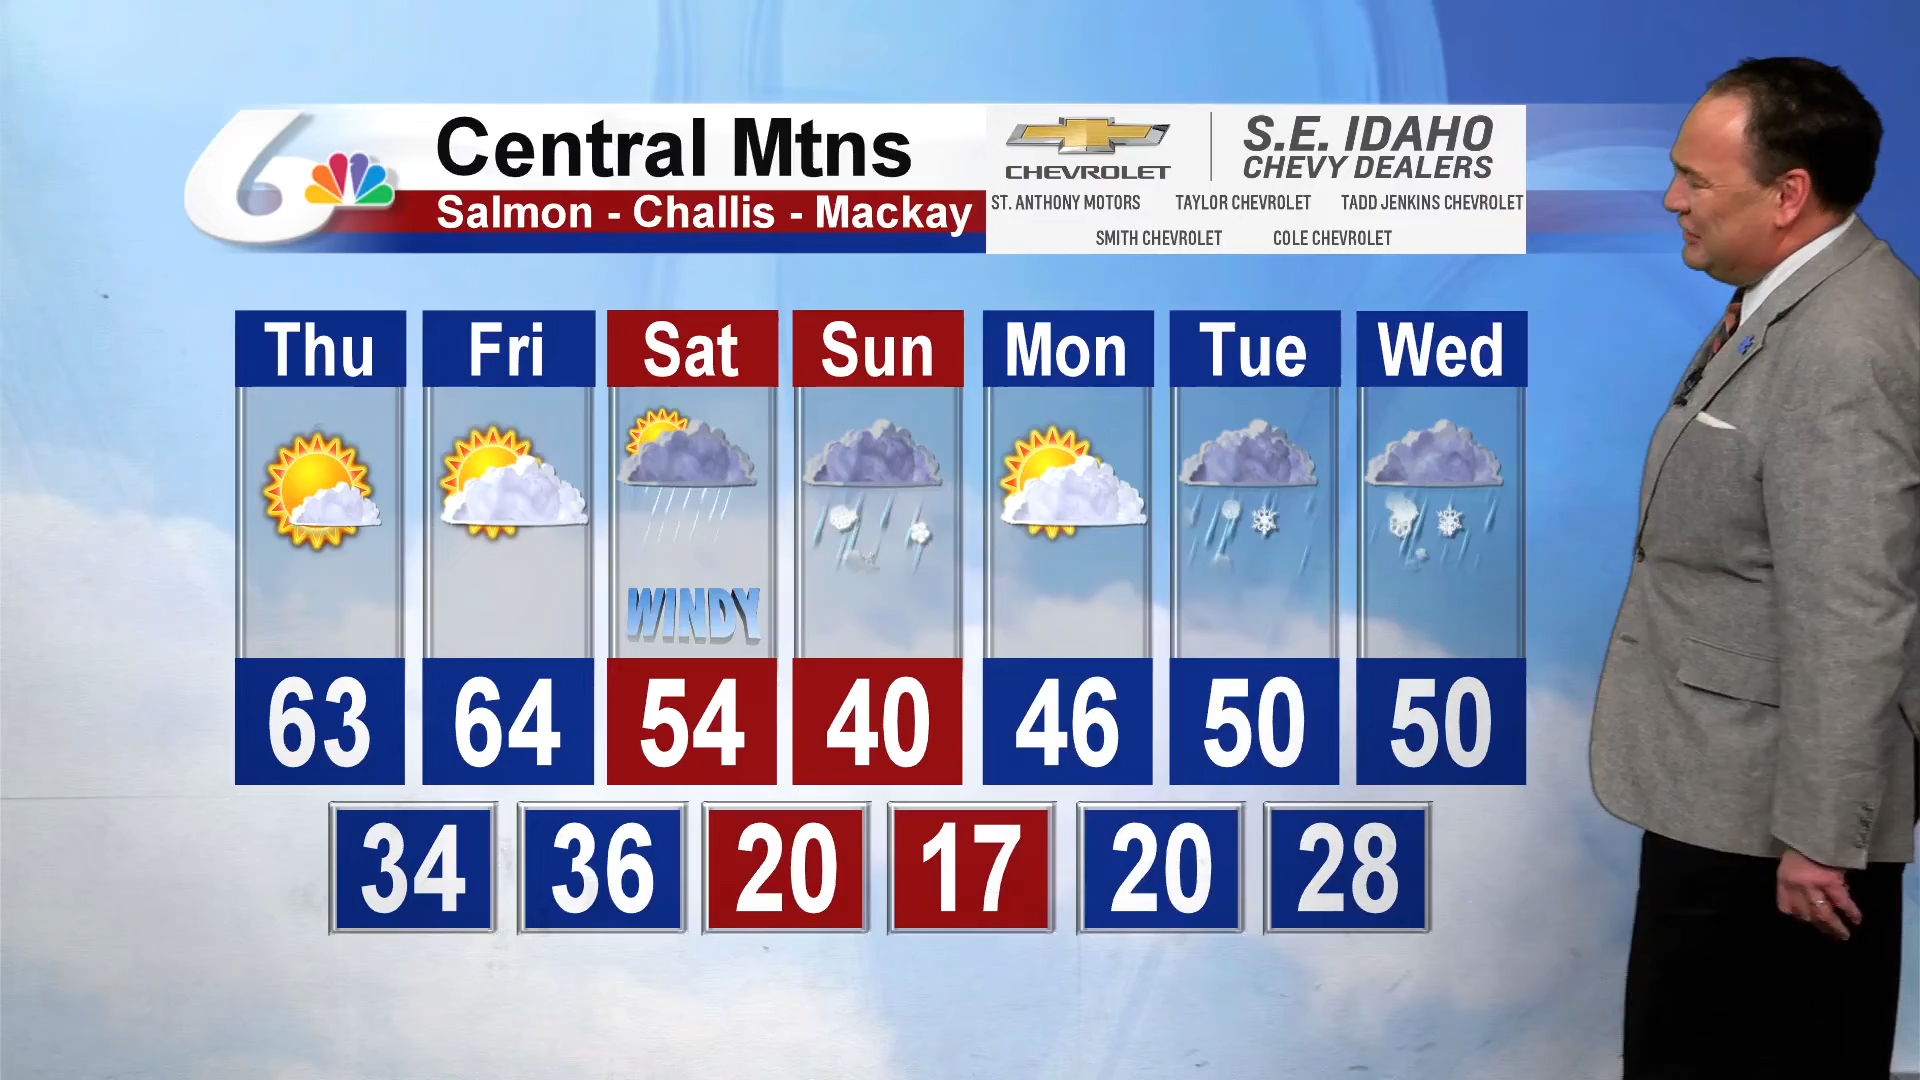 6
Central Mtns
Salmon - Challis - Mackay
CHEVROLET
S.E. IDAHO
CHEVY DEALERS
ST. ANTHONY MOTORS TAYLOR CHEVROLET TADD JENKINS CHEVROLET
SMITH CHEVROLET COLE CHEVROLET
Thu Fri Sat Sun Mon Tue Wed
WINDY
63 64 54 40 46 50 50
34 36 20 17 20 28